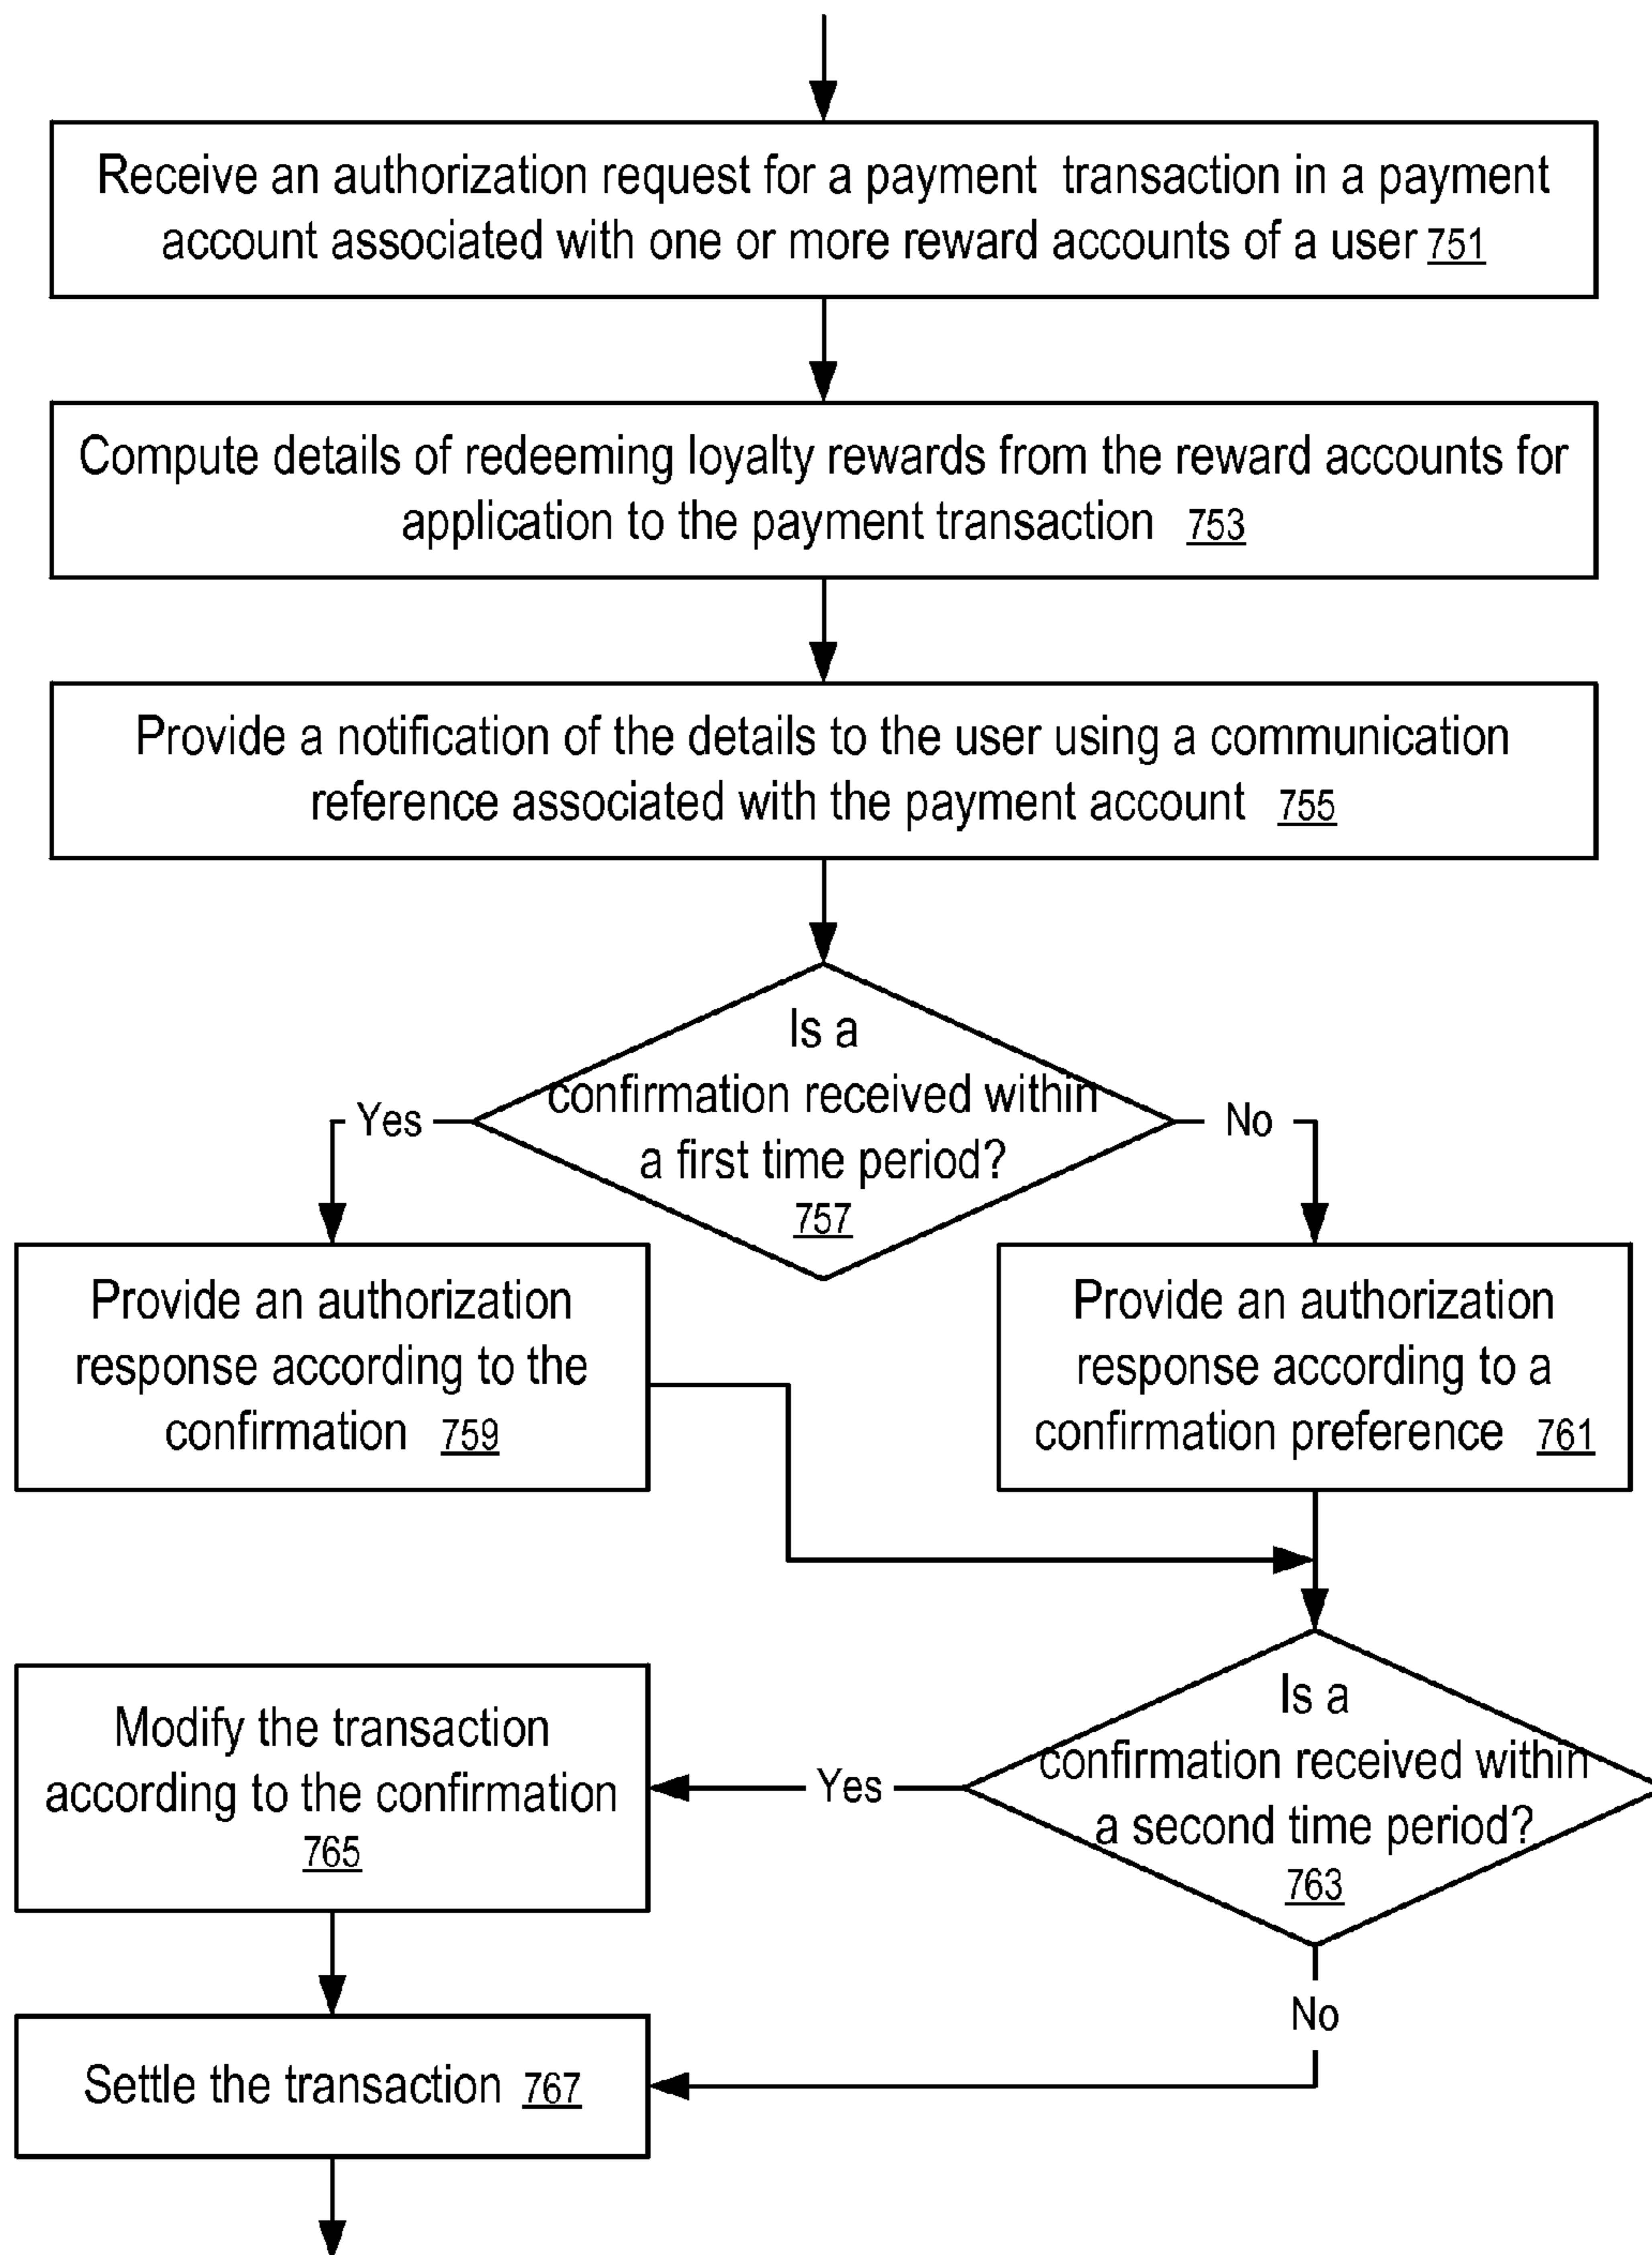 Receive an authorization request for a payment transaction in a payment
account associated with one or more reward accounts of a user 751
Compute details of redeeming loyalty rewards from the reward accounts for
application to the payment transaction 753
Provide a notification of the details to the user using a communication
reference associated with the payment account 755
Is a
confirmation received within
a first time period?
757
Yes
No
Provide an authorization
response according to the
confirmation 759
Provide an authorization
response according to a
confirmation preference 761
Is a
confirmation received within
a second time period?
763
Yes
Modify the transaction
according to the confirmation
765
No
Settle the transaction 767